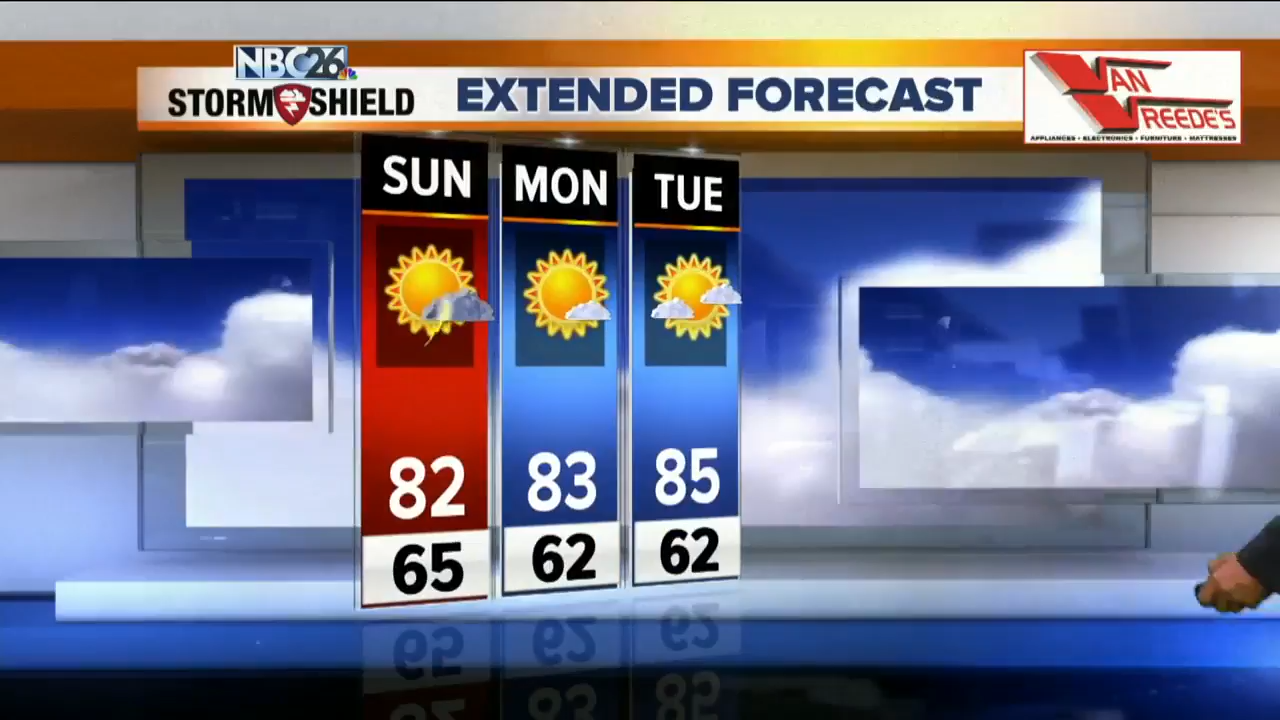 NBC26
STORM SHIELD
EXTENDED FORECAST
VAN VREEDE'S
APPLIANCES • ELECTRONICS • FURNITURE • MATTRESSES
SUN MON TUE
82 83 85
65 62 62